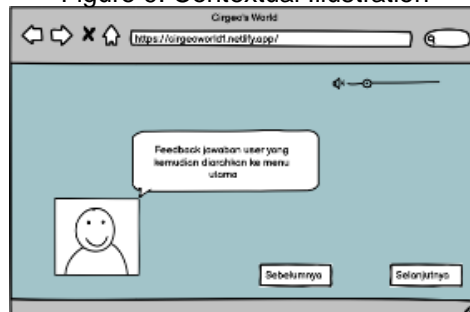 Figure 6. Contextual Illustration
Cirgeo's World
https://cirgeoworld1.netlify.app/
Feedback jawaban user yang
kemudian diarahkan ke menu
utama
Sebelumnya
Selanjutnya